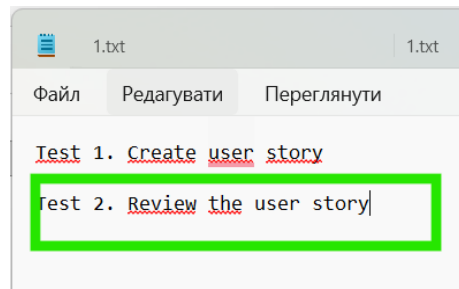 1.txt 1.txt
Файл Редагувати Переглянути
Test 1. Create user story
Test 2. Review the user story